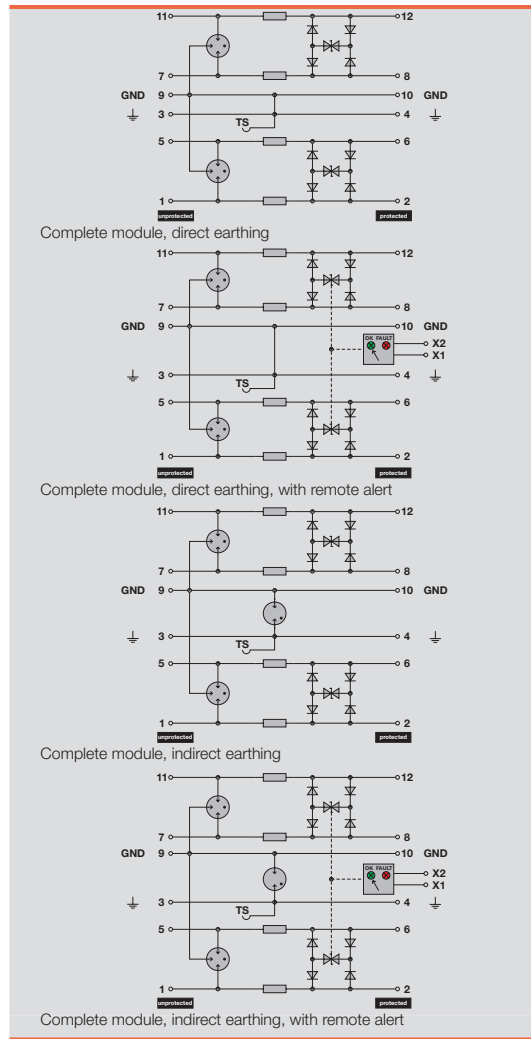 11 12
7 8
GND 9 10 GND
3 4
TS
5 6
1 2
unprotected protected
Complete module, direct earthing
11 12
7 8
GND 9 10 GND
OK FAULT
X2
X1
3 4
TS
5 6
1 2
unprotected protected
Complete module, direct earthing, with remote alert
11 12
7 8
GND 9 10 GND
3 4
TS
5 6
1 2
unprotected protected
Complete module, indirect earthing
11 12
7 8
GND 9 10 GND
OK FAULT
X2
X1
3 4
TS
5 6
1 2
unprotected protected
Complete module, indirect earthing, with remote alert